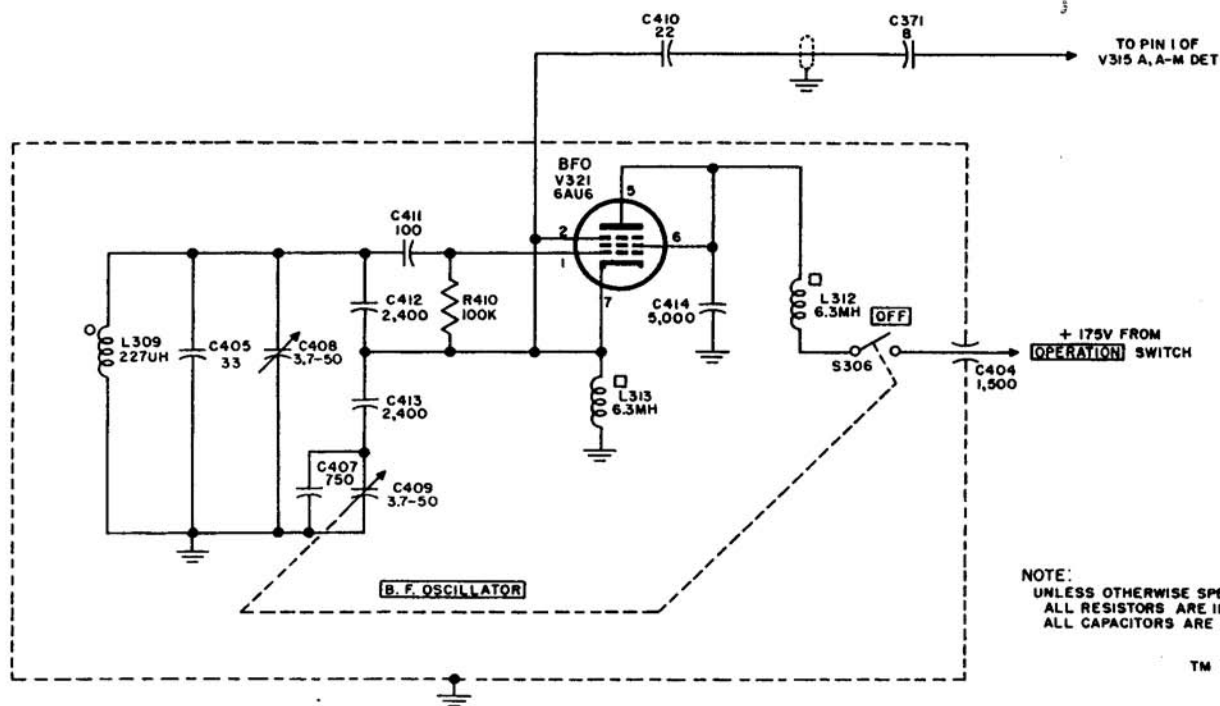 C410
22
C371
8
TO PIN 1 OF
V315 A, A-M DET
BFO
V321
6AU6
5
2
1
6
7
C411
100
C412
2,400
R410
100K
C414
5,000
L312
6.3MH
OFF
+ 175V FROM
OPERATION SWITCH
S306
C404
1,500
L309
227UH
C405
33
C408
3.7-50
C413
2,400
L313
6.3MH
C407
750
C409
3.7-50
B. F. OSCILLATOR
NOTE:
UNLESS OTHERWISE SPE
ALL RESISTORS ARE I
ALL CAPACITORS ARE
TM